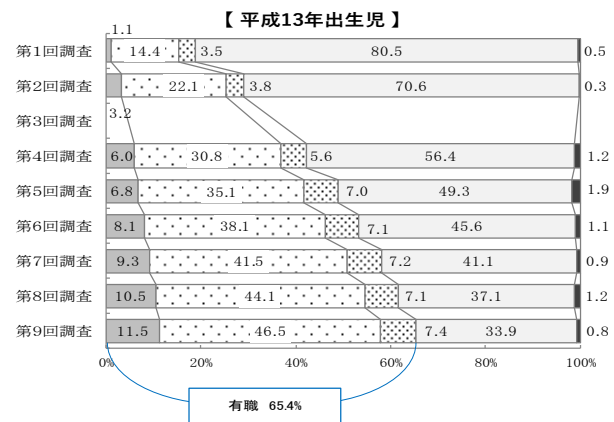 【 平成13年出生児 】
1.1
第1回調査 14.4 3.5 80.5 0.5
第2回調査 22.1 3.8 70.6 0.3
第3回調査 3.2
第4回調査 6.0 30.8 5.6 56.4 1.2
第5回調査 6.8 35.1 7.0 49.3 1.9
第6回調査 8.1 38.1 7.1 45.6 1.1
第7回調査 9.3 41.5 7.2 41.1 0.9
第8回調査 10.5 44.1 7.1 37.1 1.2
第9回調査 11.5 46.5 7.4 33.9 0.8
0% 20% 40% 60% 80% 100%
有職 65.4%